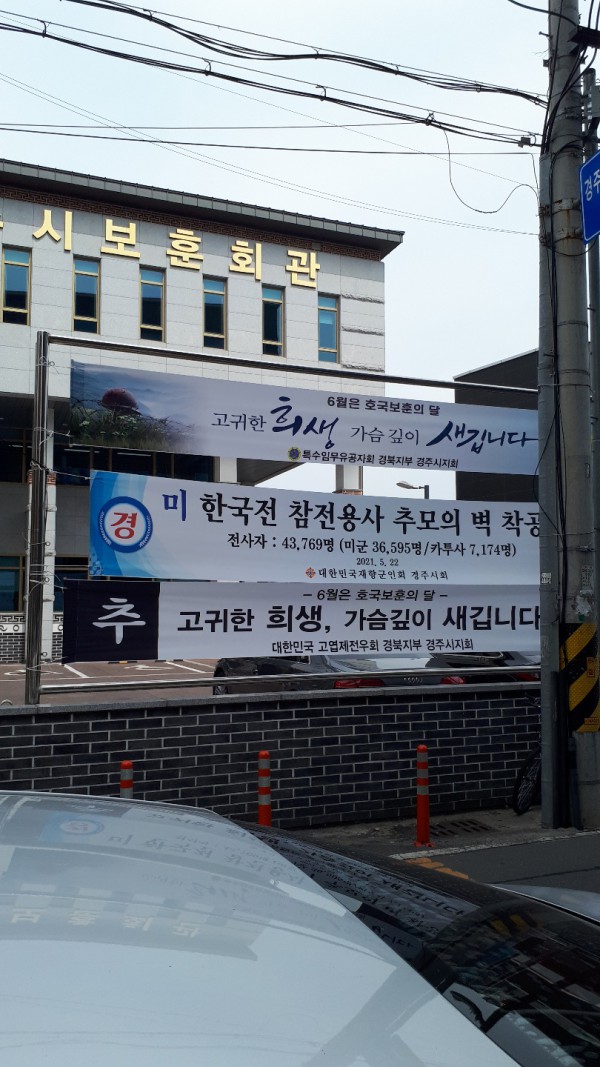 시보훈회관
경주
6월은 호국보훈의 달
고귀한 희생 가슴 깊이 새깁니다
특수임무유공자회 경북지부 경주시지회
경 미 한국전 참전용사 추모의 벽 착공
전사자 : 43,769명 (미군 36,595명/카투사 7,174명)
2021. 5. 22
대한민국재향군인회 경주시회
– 6월은 호국보훈의 달 –
추 고귀한 희생, 가슴깊이 새깁니다
대한민국 고엽제전우회 경북지부 경주시지회